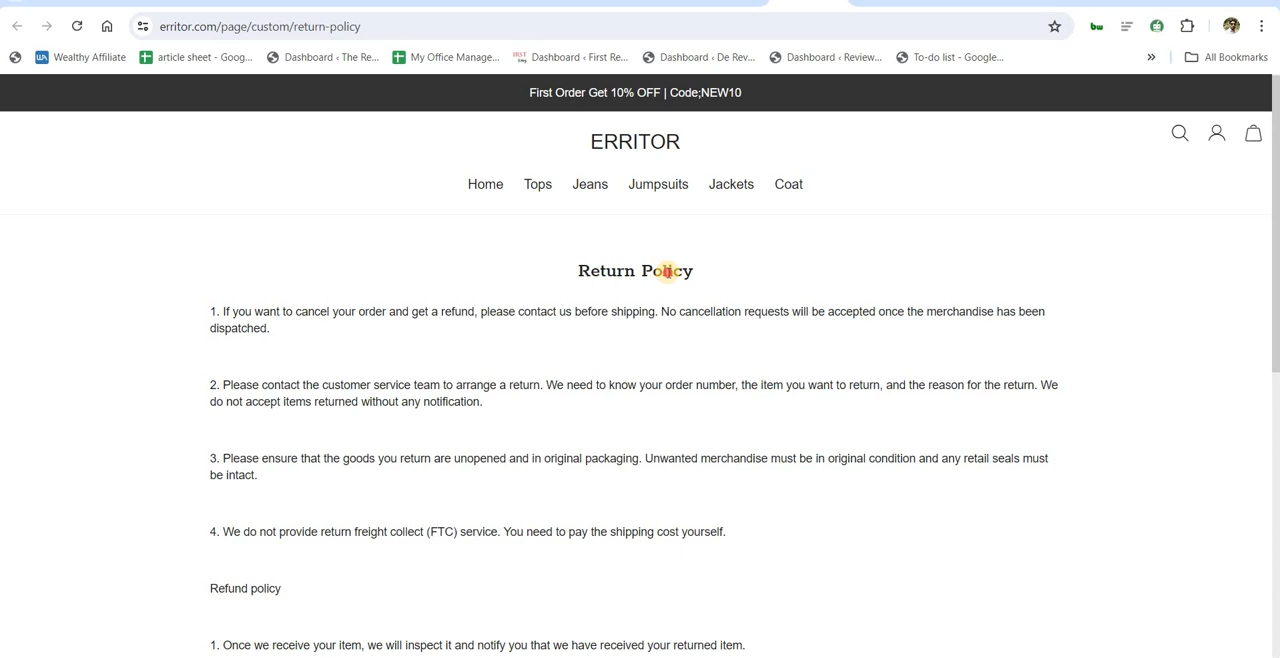 erritor.com/page/custom/return-policy
bw
WA Wealthy Affiliate
article sheet - Goog...
Dashboard ‹ The Re...
My Office Manage...
FIRST Dashboard ‹ First Re...
Dashboard ‹ De Rev...
Dashboard ‹ Review...
To-do list - Google...
»
All Bookmarks
First Order Get 10% OFF | Code;NEW10
ERRITOR
Home Tops Jeans Jumpsuits Jackets Coat
Return Policy
1. If you want to cancel your order and get a refund, please contact us before shipping. No cancellation requests will be accepted once the merchandise has been
dispatched.
2. Please contact the customer service team to arrange a return. We need to know your order number, the item you want to return, and the reason for the return. We
do not accept items returned without any notification.
3. Please ensure that the goods you return are unopened and in original packaging. Unwanted merchandise must be in original condition and any retail seals must
be intact.
4. We do not provide return freight collect (FTC) service. You need to pay the shipping cost yourself.
Refund policy
1. Once we receive your item, we will inspect it and notify you that we have received your returned item.